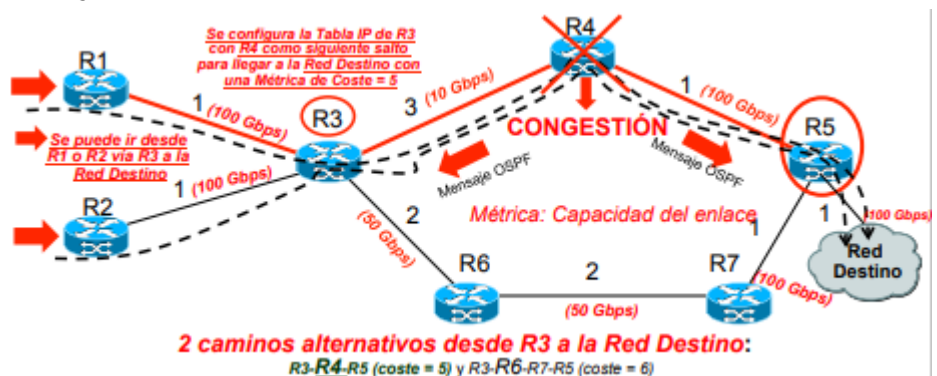 Se configura la Tabla IP de R3
con R4 como siguiente salto
para llegar a la Red Destino con
una Métrica de Coste = 5
R4
R1
1
(100 Gbps)
R3
3
(10 Gbps)
1
(100 Gbps)
CONGESTIÓN
R5
Se puede ir desde
R1 o R2 vía R3 a la
Red Destino
Mensaje OSPF
Mensaje OSPF
R2
1
(100 Gbps)
2
(50 Gbps)
Métrica: Capacidad del enlace
1
(100 Gbps)
1
(100 Gbps)
Red
Destino
R6
2
(50 Gbps)
R7
2 caminos alternativos desde R3 a la Red Destino:
R3-R4-R5 (coste = 5) y R3-R6-R7-R5 (coste = 6)